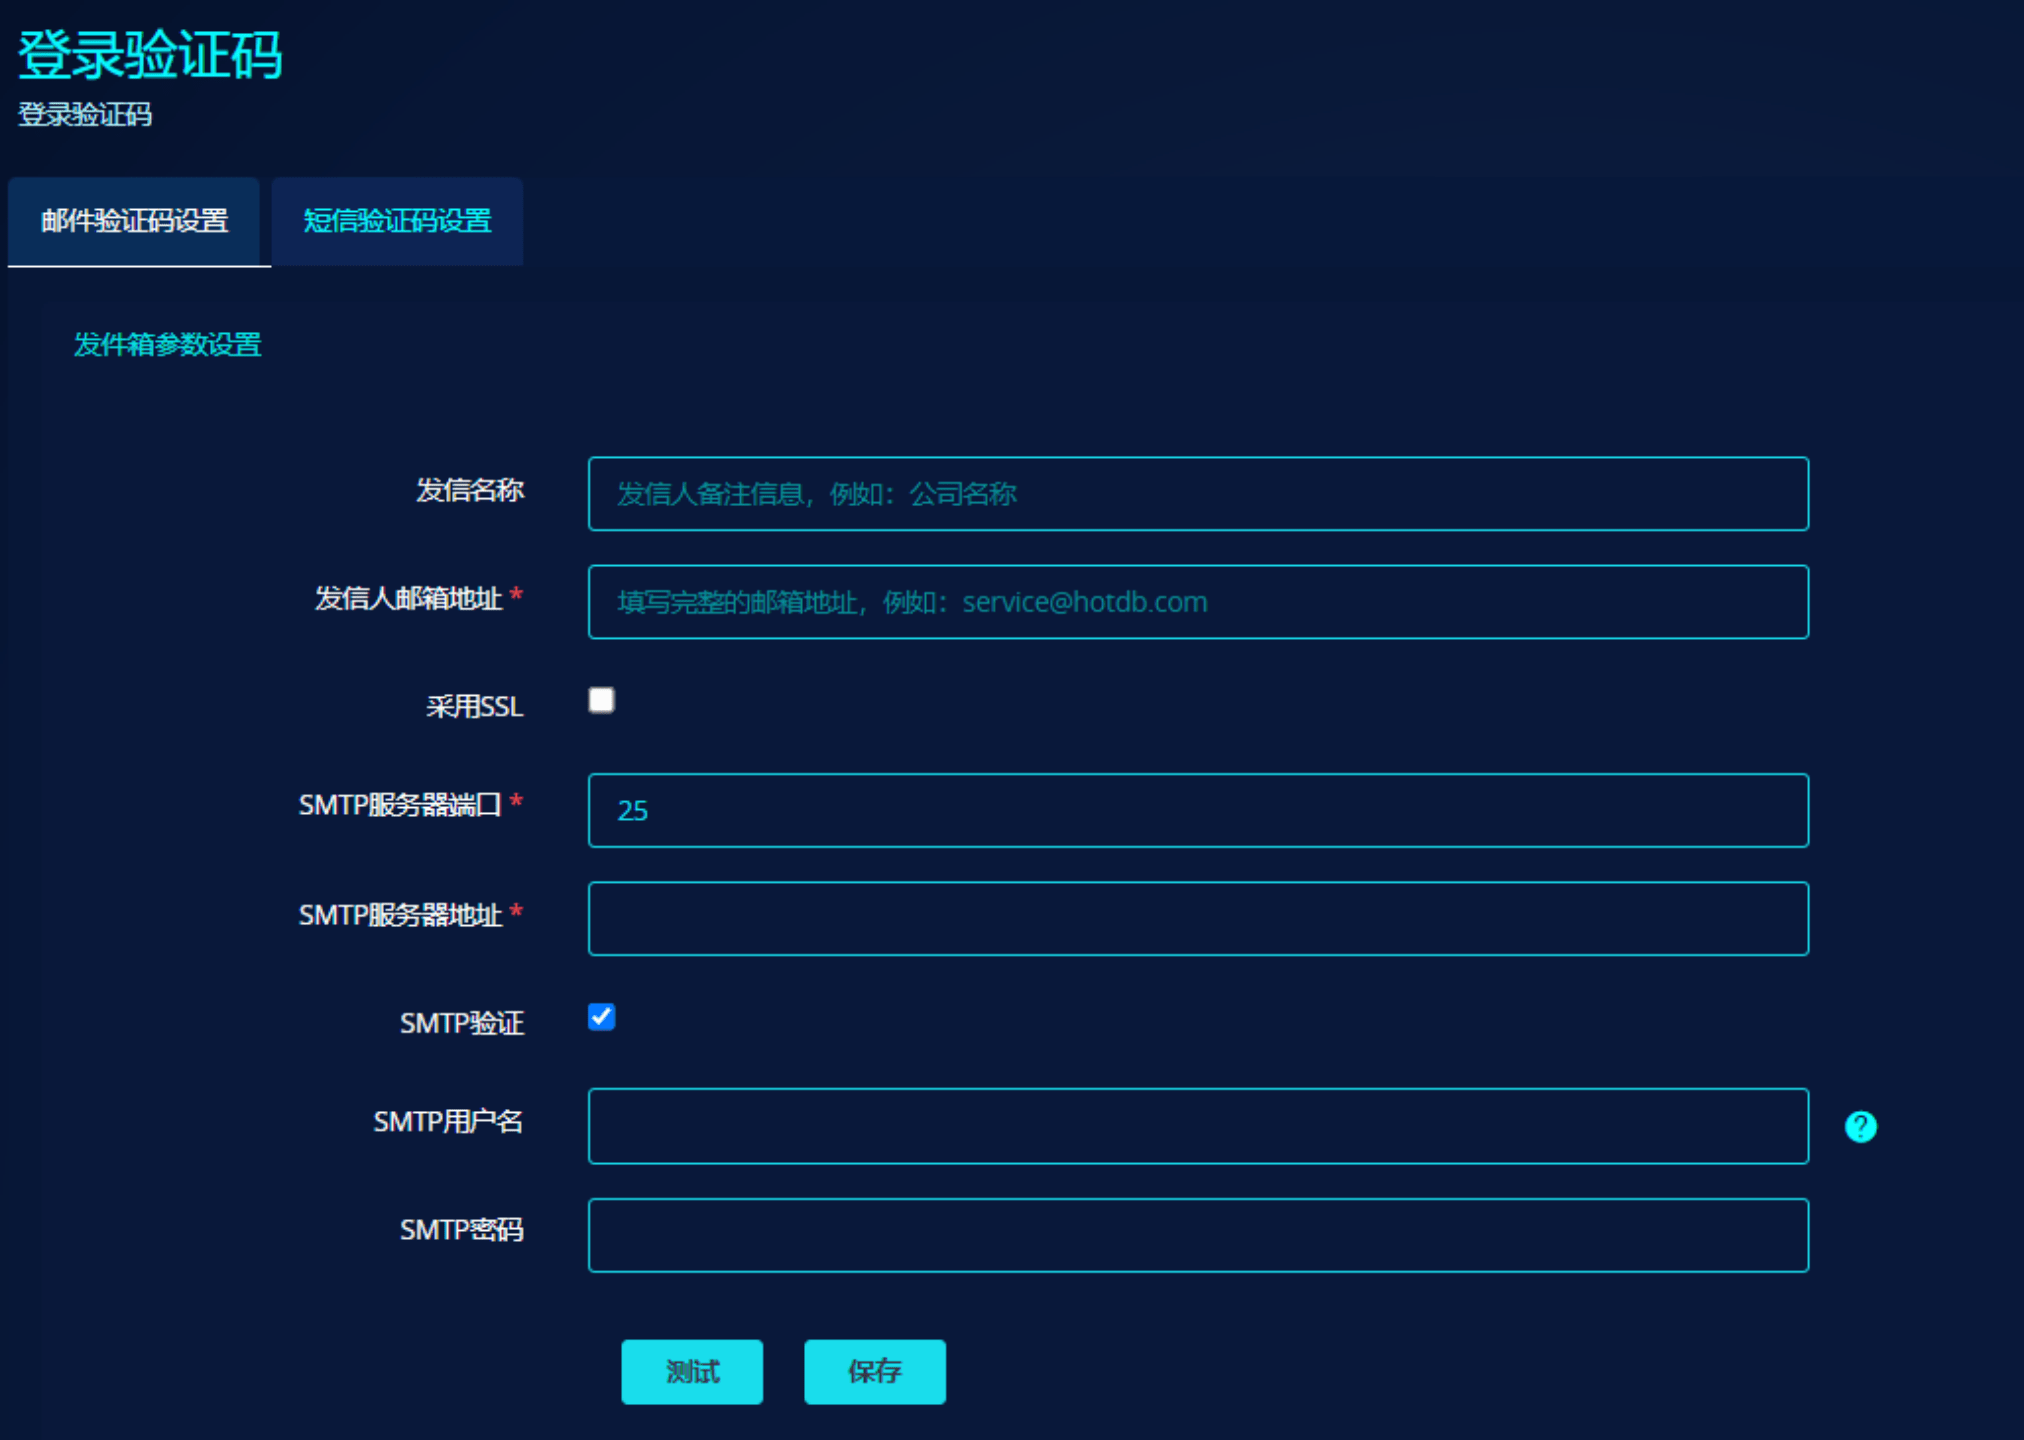 登录验证码
登录验证码
邮件验证码设置 短信验证码设置
发件箱参数设置
发信名称 发信人备注信息，例如：公司名称
发信人邮箱地址 * 填写完整的邮箱地址，例如：service@hotdb.com
采用SSL
SMTP服务器端口 * 25
SMTP服务器地址 *
SMTP验证
SMTP用户名 ?
SMTP密码
测试 保存